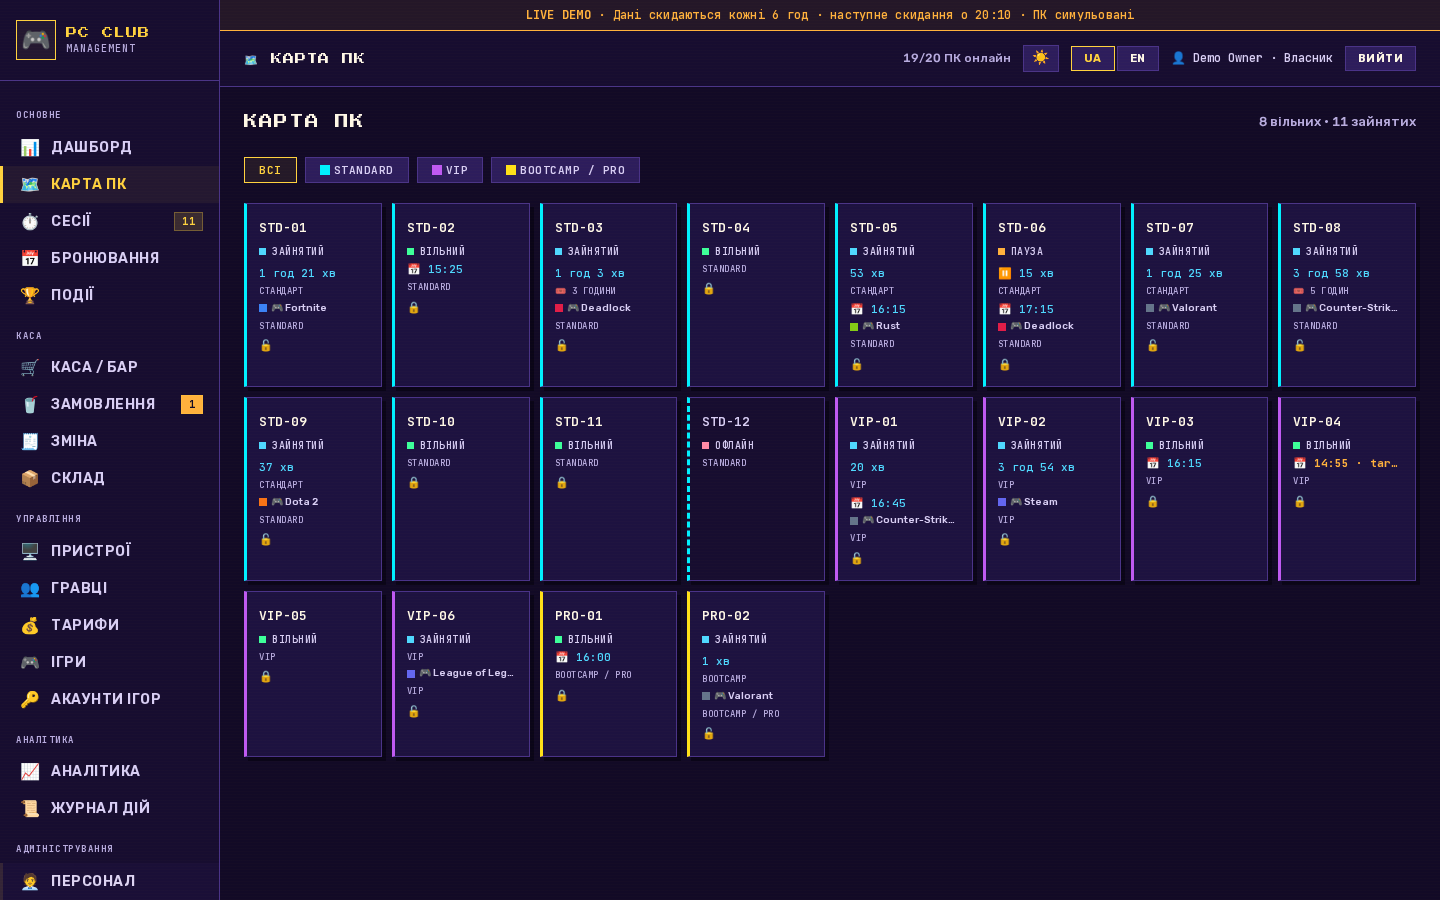 PC CLUB
MANAGEMENT
ОСНОВНЕ
ДАШБОРД
КАРТА ПК
СЕСІЇ 11
БРОНЮВАННЯ
ПОДІЇ
КАСА
КАСА / БАР
ЗАМОВЛЕННЯ 1
ЗМІНА
СКЛАД
УПРАВЛІННЯ
ПРИСТРОЇ
ГРАВЦІ
ТАРИФИ
ІГРИ
АКАУНТИ ІГОР
АНАЛІТИКА
АНАЛІТИКА
ЖУРНАЛ ДІЙ
АДМІНІСТРУВАННЯ
ПЕРСОНАЛ
LIVE DEMO · Дані скидаються кожні 6 год · наступне скидання о 20:10 · ПК симульовані
КАРТА ПК
19/20 ПК онлайн
UA EN
Demo Owner · Власник
ВИЙТИ
КАРТА ПК
8 вільних • 11 зайнятих
ВСІ STANDARD VIP BOOTCAMP / PRO
STD-01
ЗАЙНЯТИЙ
1 год 21 хв
СТАНДАРТ
Fortnite
STANDARD
STD-02
ВІЛЬНИЙ
15:25
STANDARD
STD-03
ЗАЙНЯТИЙ
1 год 3 хв
3 ГОДИНИ
Deadlock
STANDARD
STD-04
ВІЛЬНИЙ
STANDARD
STD-05
ЗАЙНЯТИЙ
53 хв
СТАНДАРТ
16:15
Rust
STANDARD
STD-06
ПАУЗА
15 хв
СТАНДАРТ
17:15
Deadlock
STANDARD
STD-07
ЗАЙНЯТИЙ
1 год 25 хв
СТАНДАРТ
Valorant
STANDARD
STD-08
ЗАЙНЯТИЙ
3 год 58 хв
5 ГОДИН
Counter-Strik…
STANDARD
STD-09
ЗАЙНЯТИЙ
37 хв
СТАНДАРТ
Dota 2
STANDARD
STD-10
ВІЛЬНИЙ
STANDARD
STD-11
ВІЛЬНИЙ
STANDARD
STD-12
ОФЛАЙН
STANDARD
VIP-01
ЗАЙНЯТИЙ
20 хв
VIP
16:45
Counter-Strik…
VIP
VIP-02
ЗАЙНЯТИЙ
3 год 54 хв
VIP
Steam
VIP
VIP-03
ВІЛЬНИЙ
16:15
VIP
VIP-04
ВІЛЬНИЙ
14:55 · tar…
VIP
VIP-05
ВІЛЬНИЙ
VIP
VIP-06
ЗАЙНЯТИЙ
VIP
League of Leg…
VIP
PRO-01
ВІЛЬНИЙ
16:00
BOOTCAMP / PRO
PRO-02
ЗАЙНЯТИЙ
1 хв
BOOTCAMP
Valorant
BOOTCAMP / PRO